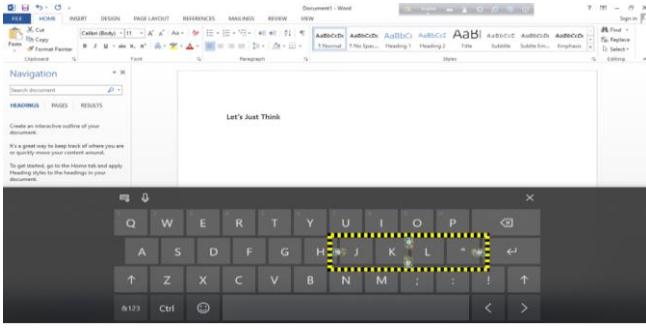 Document1 - Word
Sign in
FILE HOME INSERT DESIGN PAGE LAYOUT REFERENCES MAILINGS REVIEW VIEW
Cut
Copy
Format Painter
Paste
Calibri (Body) 11
Find
Replace
Select
AaBbCcDc AaBbCcDc AaBbCc AaBbCcC AaBl AaBbCcC AaBbCcDc AaBbCcDc
¶ Normal ¶ No Spac... Heading 1 Heading 2 Title Subtitle Subtle Em... Emphasis
Clipboard Font Paragraph Styles Editing
Navigation
Search document
HEADINGS PAGES RESULTS
Create an interactive outline of your
document.
It's a great way to keep track of where you are
or quickly move your content around.
To get started, go to the Home tab and apply
Heading styles to the headings in your
document.
Let's Just Think
Q W E R T Y U I O P
A S D F G H J K L "
Z X C V B N M ; : !
&123 Ctrl